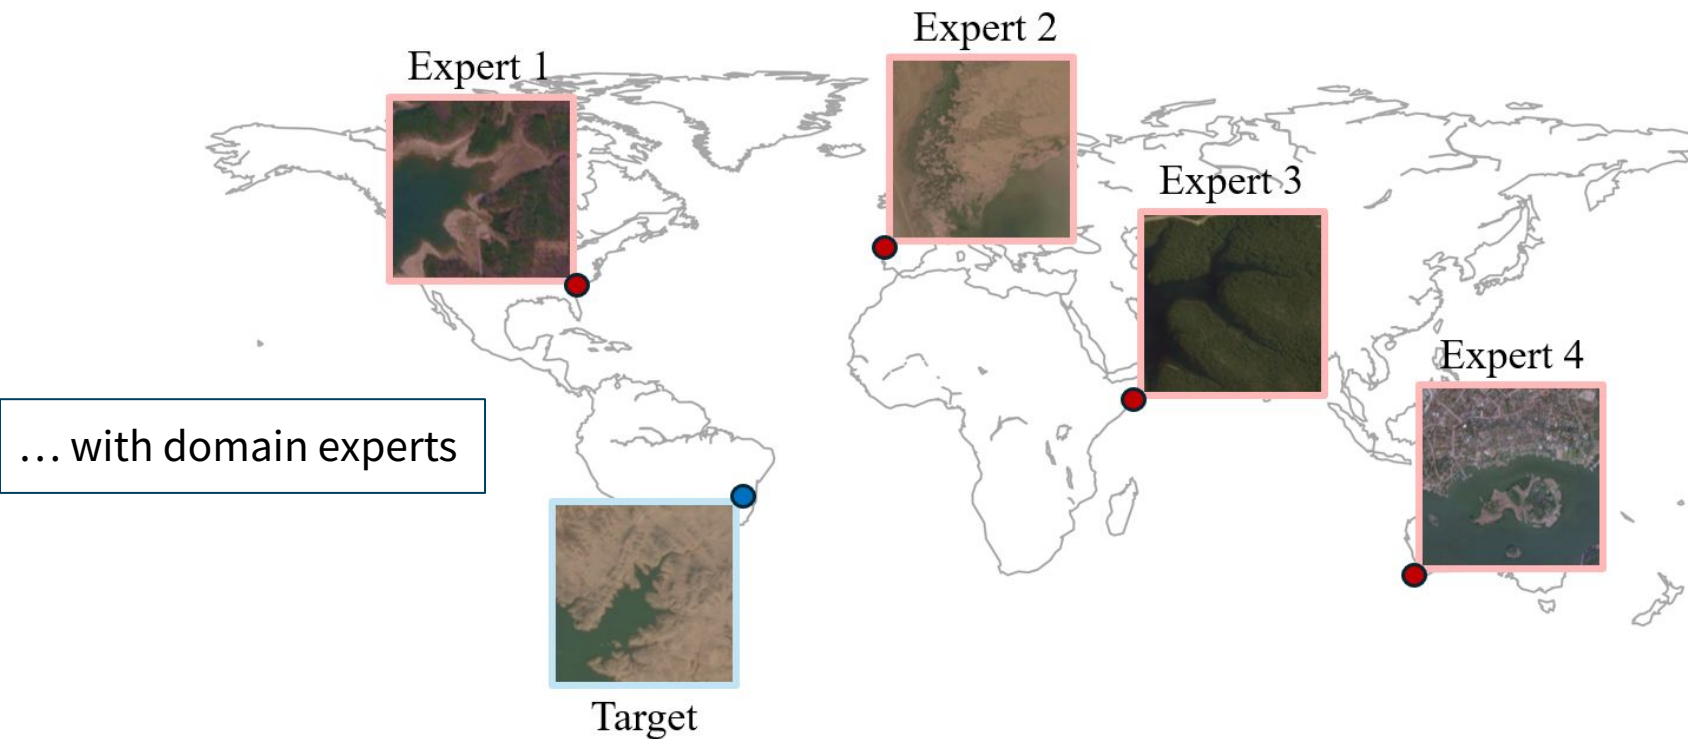 Expert 1
Expert 2
Expert 3
Expert 4
… with domain experts
Target